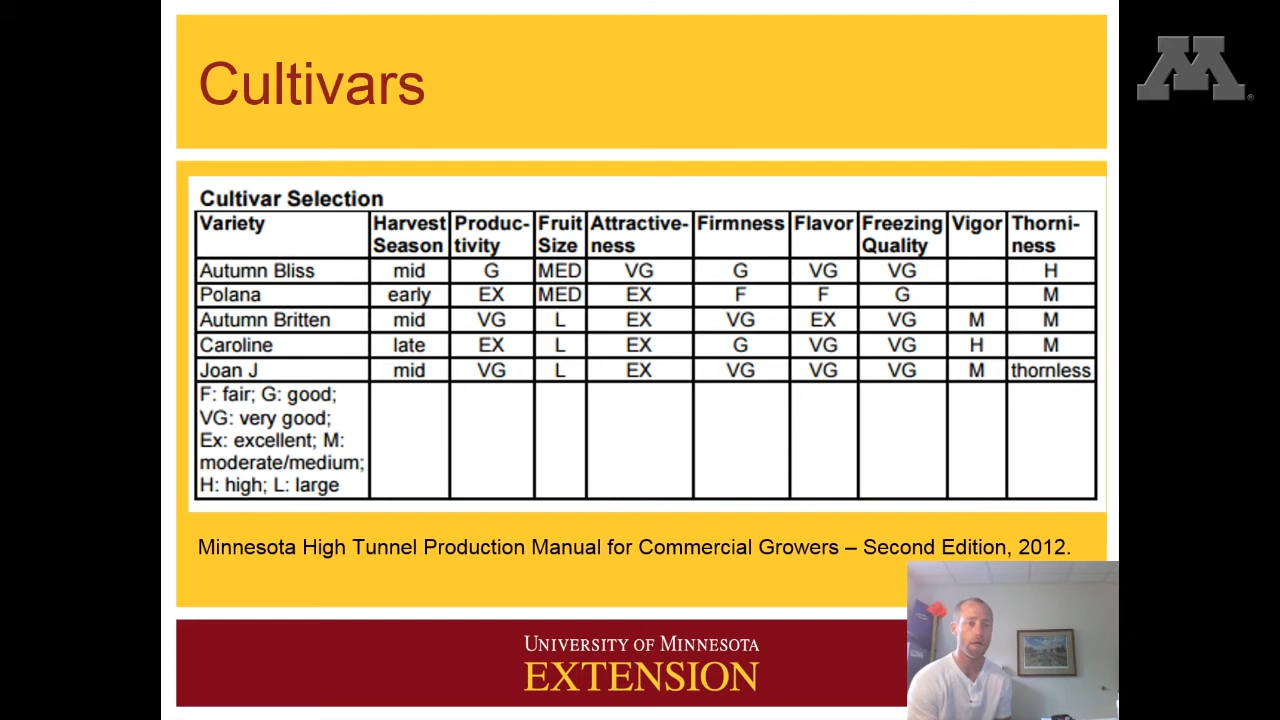 Cultivars
M
Cultivar Selection
Variety Harvest Season Produc-tivity Fruit Size Attractive-ness Firmness Flavor Freezing Quality Vigor Thorni-ness
Autumn Bliss mid G MED VG G VG VG H
Polana early EX MED EX F F G M
Autumn Britten mid VG L EX VG EX VG M M
Caroline late EX L EX G VG VG H M
Joan J mid VG L EX VG VG VG M thornless
F: fair; G: good;
VG: very good;
Ex: excellent; M:
moderate/medium;
H: high; L: large
Minnesota High Tunnel Production Manual for Commercial Growers – Second Edition, 2012.
UNIVERSITY OF MINNESOTA
EXTENSION